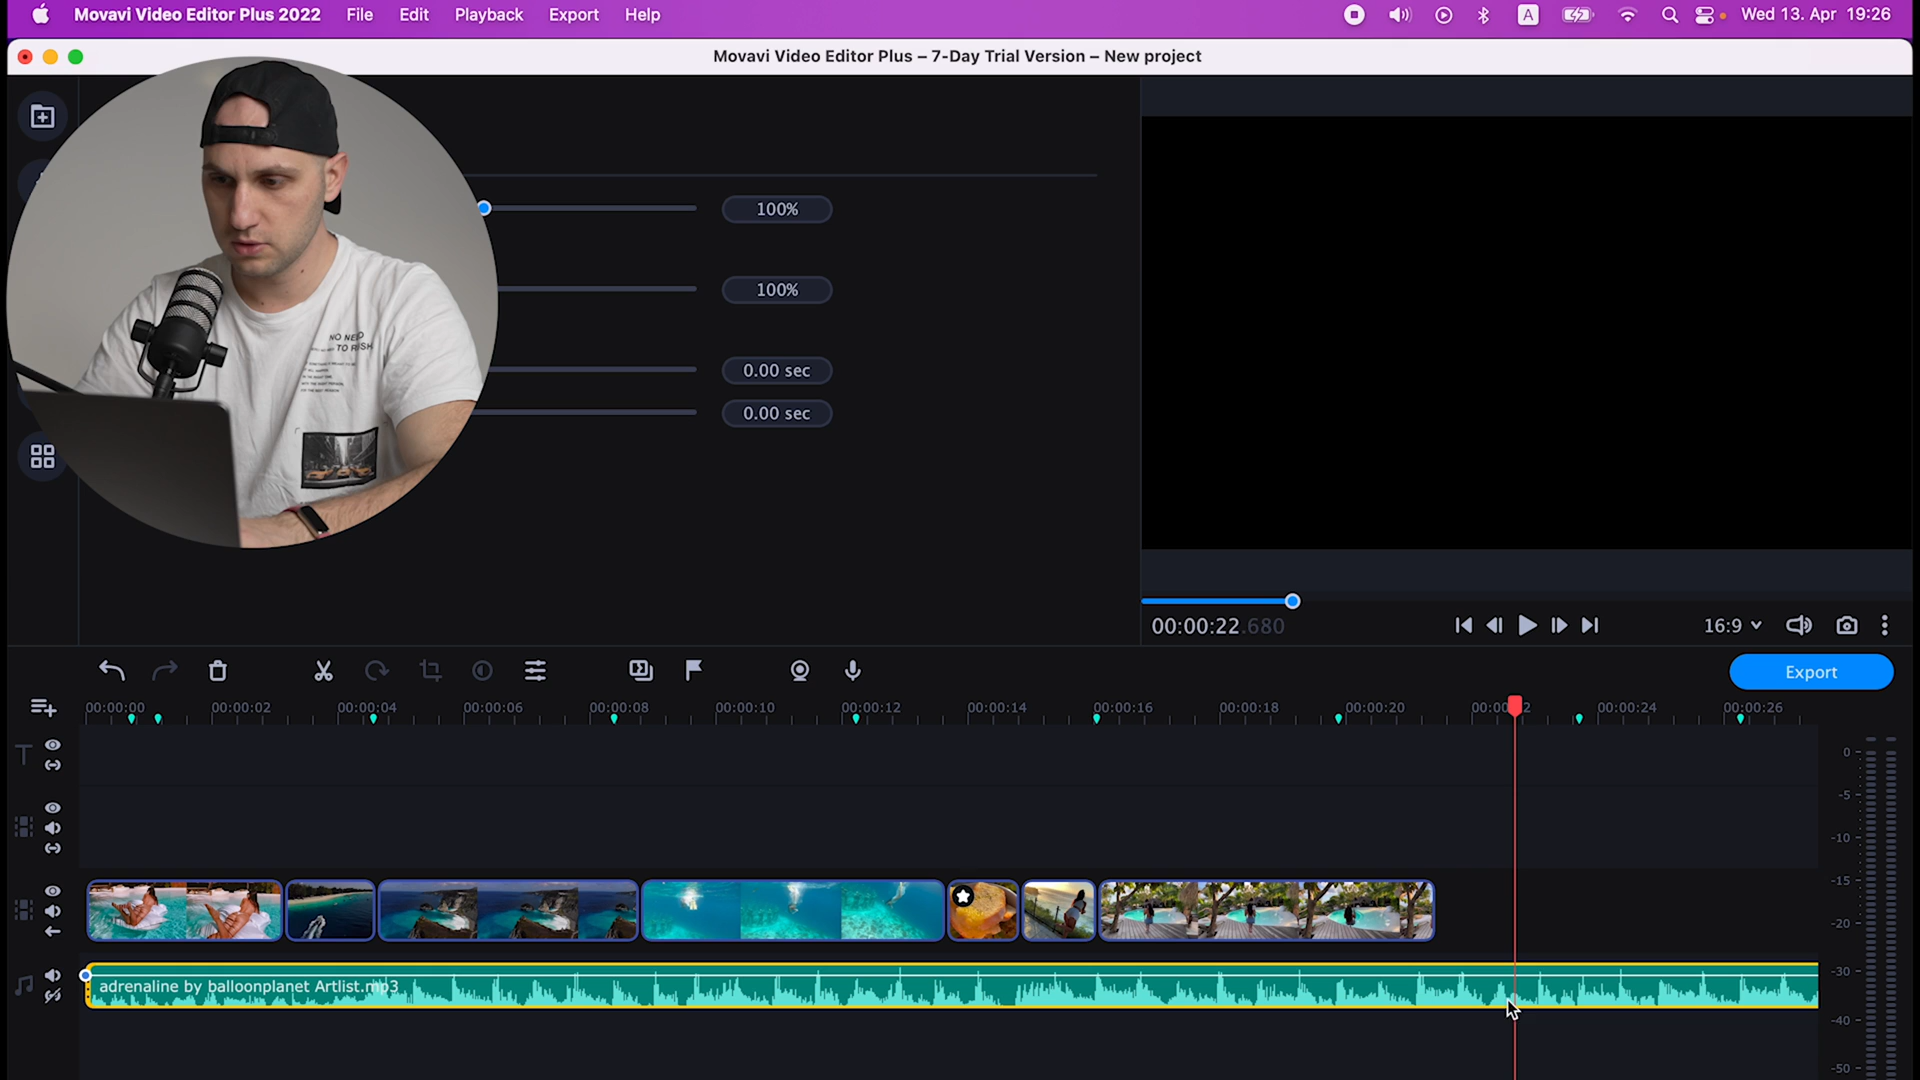 Movavi Video Editor Plus 2022 File Edit Playback Export Help A Wed 13. Apr 19:26
Movavi Video Editor Plus – 7-Day Trial Version – New project
100%
100%
0.00 sec
0.00 sec
NO NEED
TO RUSH
00:00:22.680
16:9
Export
00:00:00 00:00:02 00:00:04 00:00:06 00:00:08 00:00:10 00:00:12 00:00:14 00:00:16 00:00:18 00:00:20 00:00:24 00:00:26
0
-5
-10
-15
-20
-30
-40
-50
adrenaline by balloonplanet Artlist.mp3